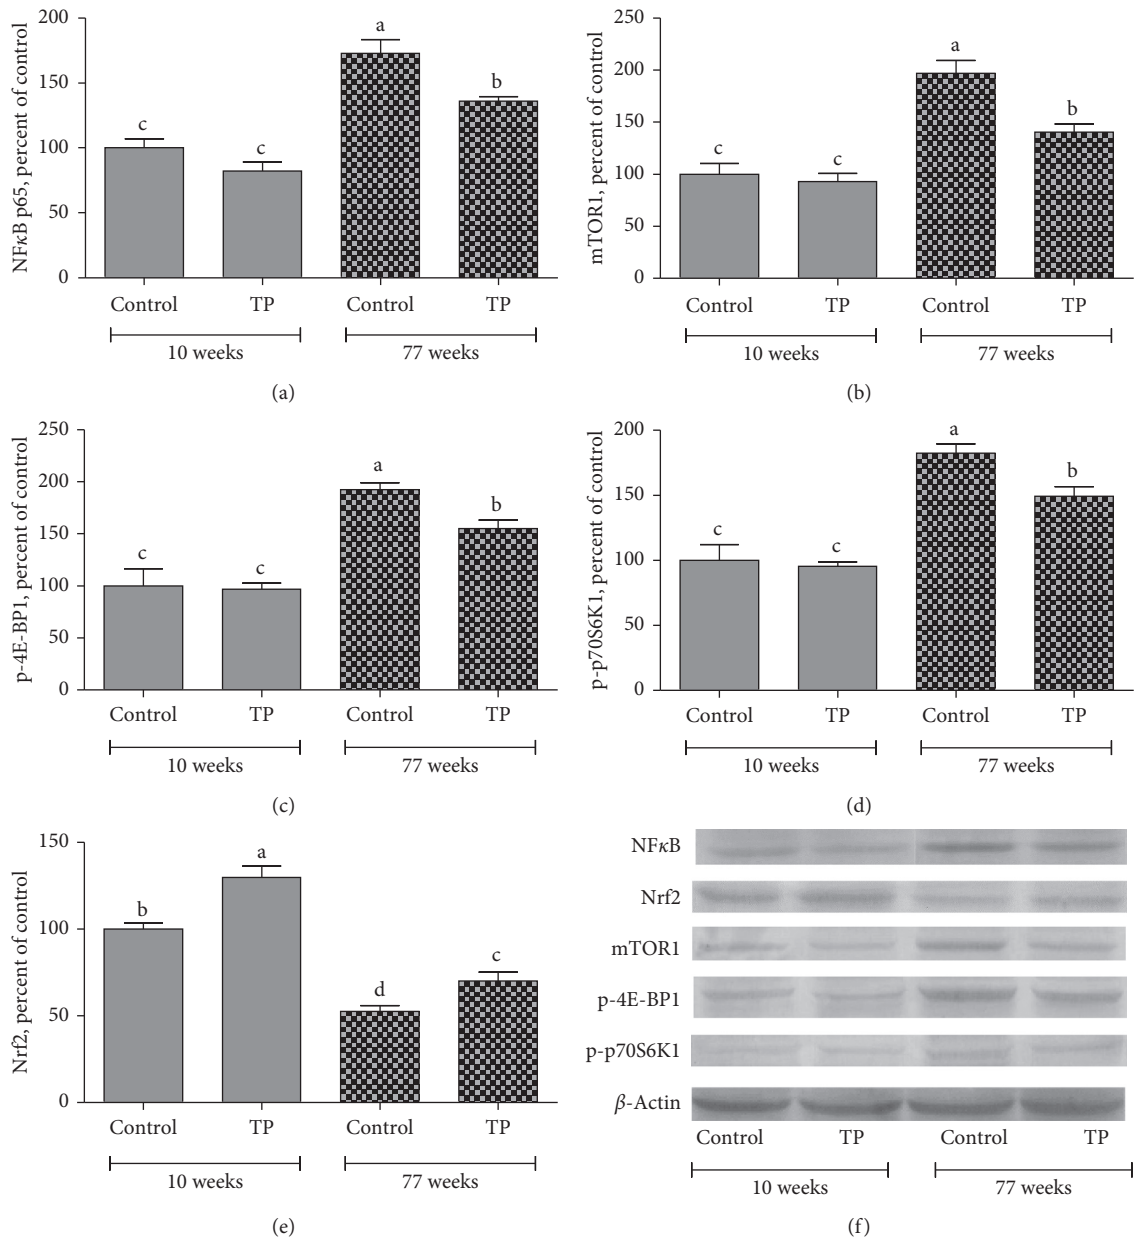 NFκB p65, percent of control
200
150
100
50
0
c
c
a
b
Control
TP
Control
TP
10 weeks
77 weeks
(a)
mTOR1, percent of control
250
200
150
100
50
0
c
c
a
b
Control
TP
Control
TP
10 weeks
77 weeks
(b)
p-4E-BP1, percent of control
250
200
150
100
50
0
c
c
a
b
Control
TP
Control
TP
10 weeks
77 weeks
(c)
p-p70S6K1, percent of control
200
150
100
50
0
c
c
a
b
Control
TP
Control
TP
10 weeks
77 weeks
(d)
Nrf2, percent of control
150
100
50
0
b
a
d
c
Control
TP
Control
TP
10 weeks
77 weeks
(e)
NFκB
Nrf2
mTOR1
p-4E-BP1
p-p70S6K1
β-Actin
Control
TP
Control
TP
10 weeks
77 weeks
(f)